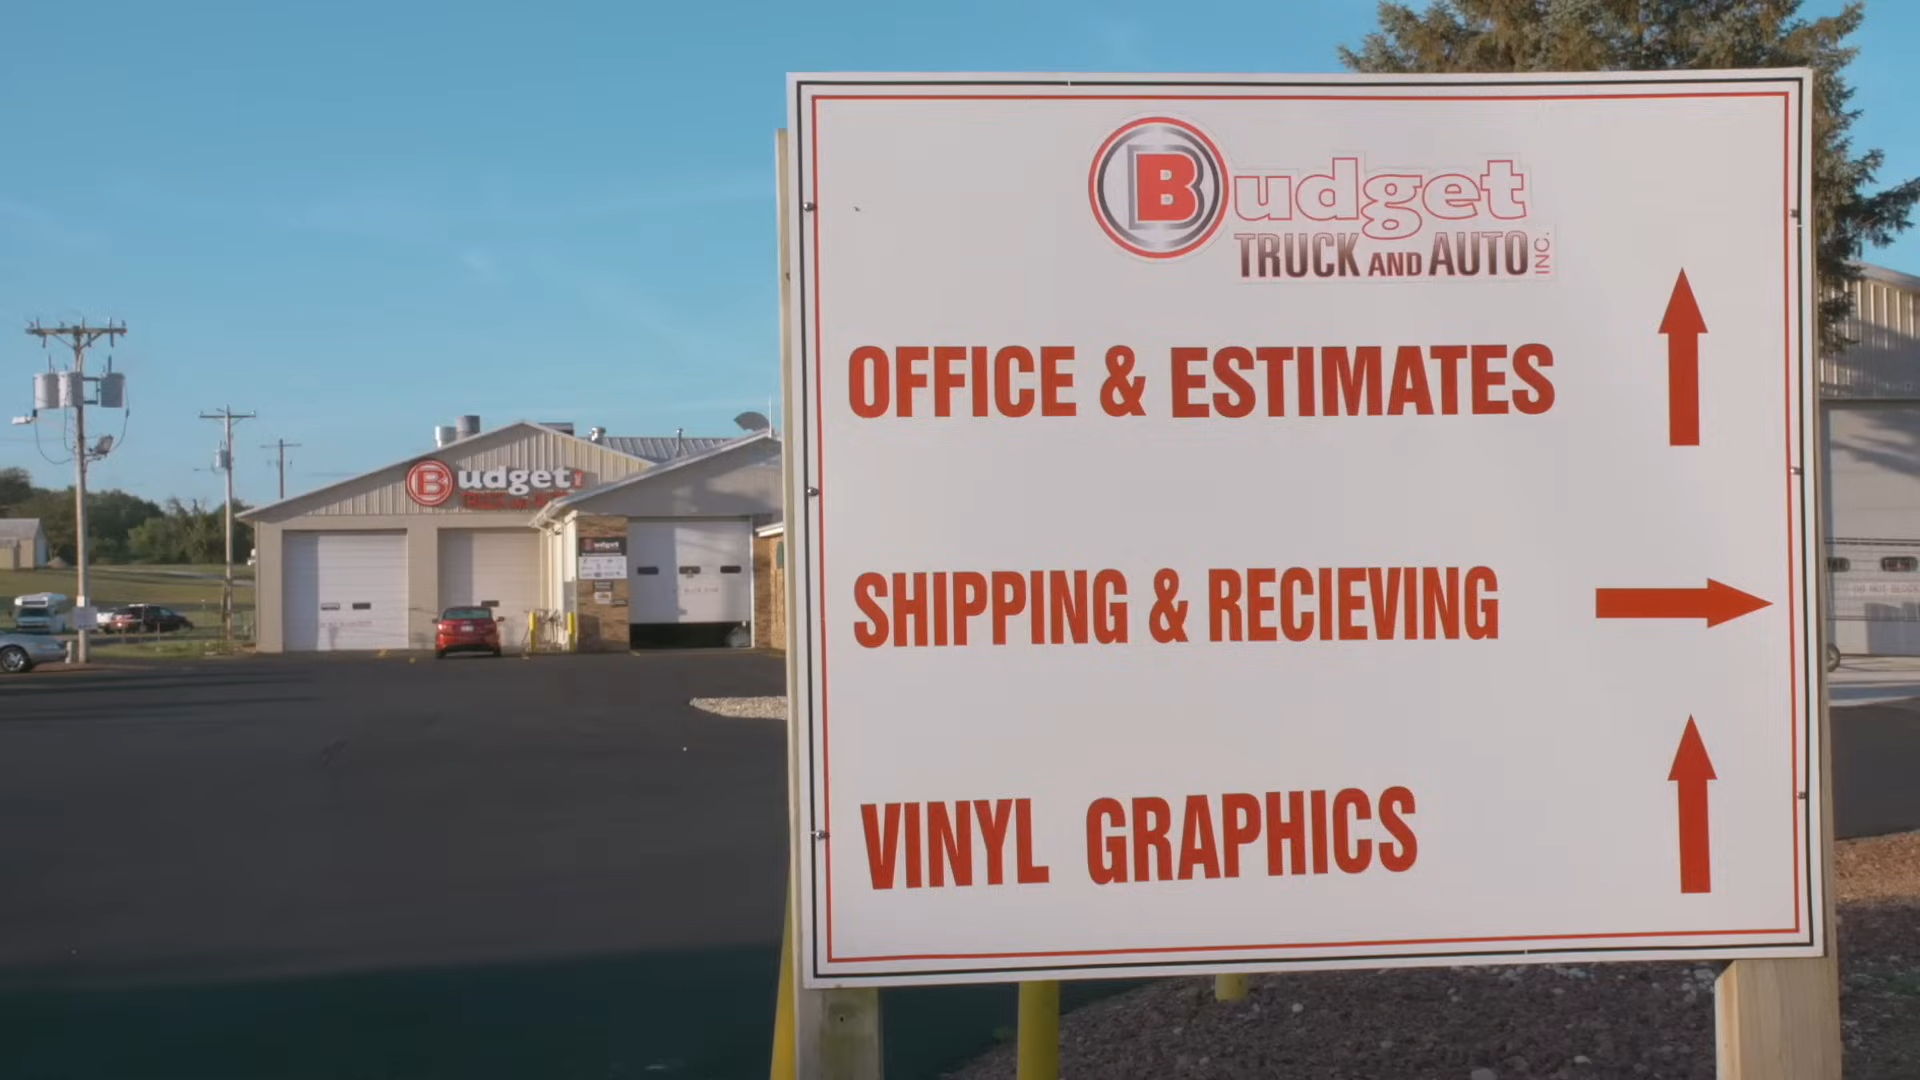 Budget
TRUCK AND AUTO INC.
OFFICE & ESTIMATES
SHIPPING & RECIEVING
VINYL GRAPHICS
Budget